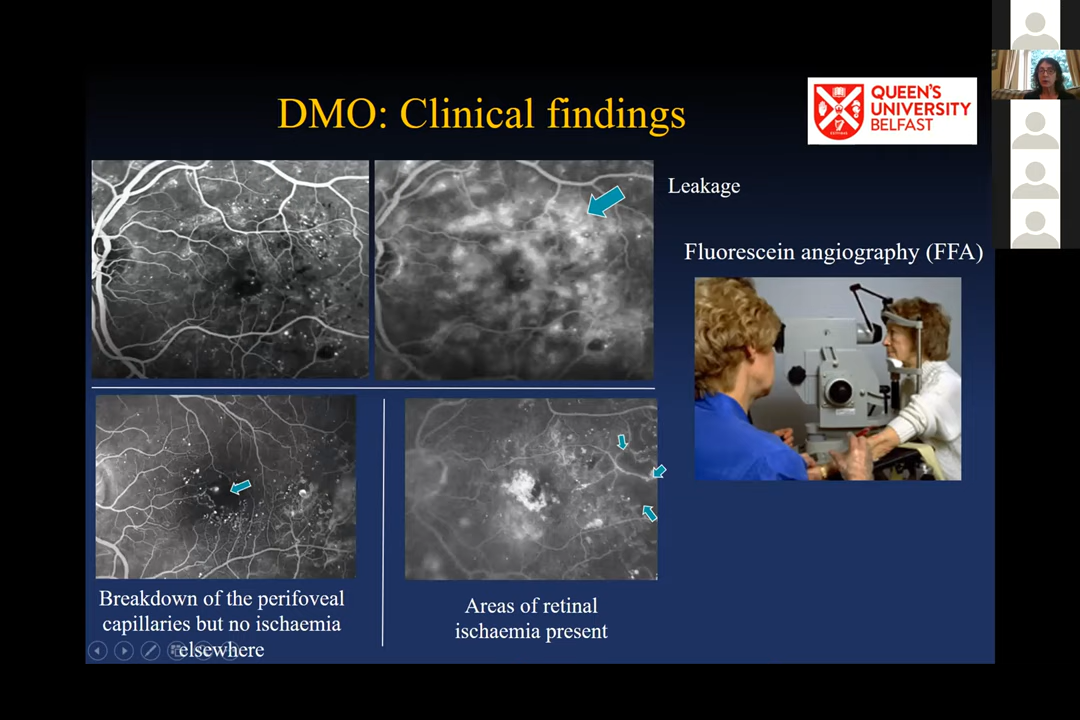 DMO: Clinical findings
QUEEN'S
UNIVERSITY
BELFAST
Leakage
Fluorescein angiography (FFA)
Breakdown of the perifoveal
capillaries but no ischaemia
elsewhere
Areas of retinal
ischaemia present